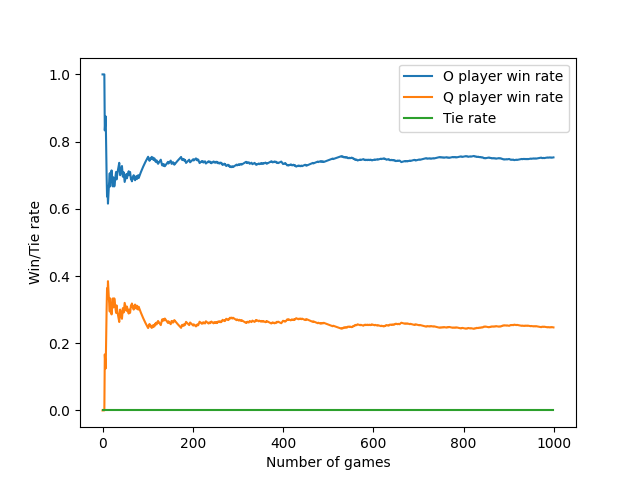 O player win rate
Q player win rate
Tie rate
Win/Tie rate
1.0
0.8
0.6
0.4
0.2
0.0
0 200 400 600 800 1000
Number of games